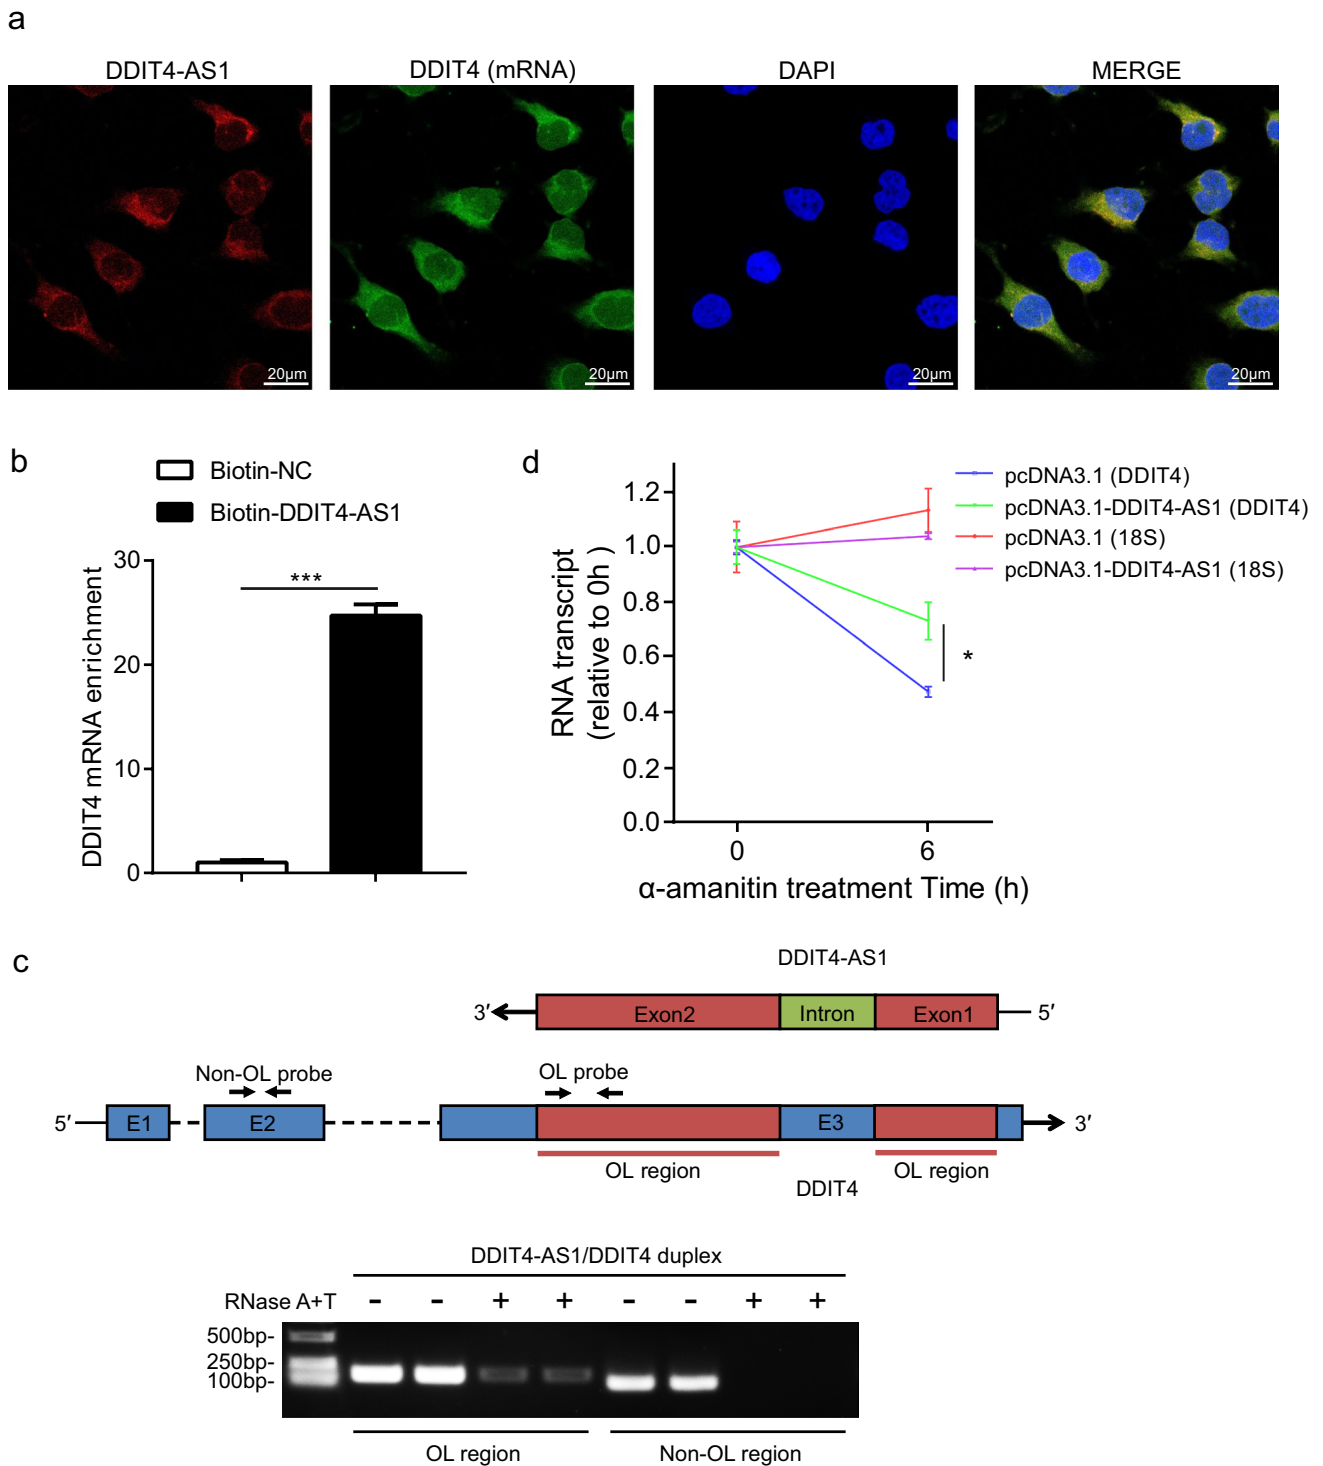 a
DDIT4-AS1
DDIT4 (mRNA)
DAPI
MERGE
20μm
20μm
20μm
20μm
b
Biotin-NC
Biotin-DDIT4-AS1
30
20
10
0
***
DDIT4 mRNA enrichment
d
pcDNA3.1 (DDIT4)
pcDNA3.1-DDIT4-AS1 (DDIT4)
pcDNA3.1 (18S)
pcDNA3.1-DDIT4-AS1 (18S)
1.2
1.0
0.8
0.6
0.4
0.2
0.0
*
RNA transcript
(relative to 0h )
0
6
α-amanitin treatment Time (h)
c
DDIT4-AS1
3′
Exon2
Intron
Exon1
5′
Non-OL probe
OL probe
5′
E1
E2
E3
3′
OL region
OL region
DDIT4
DDIT4-AS1/DDIT4 duplex
RNase A+T - - + + - - + +
500bp-
250bp-
100bp-
OL region
Non-OL region